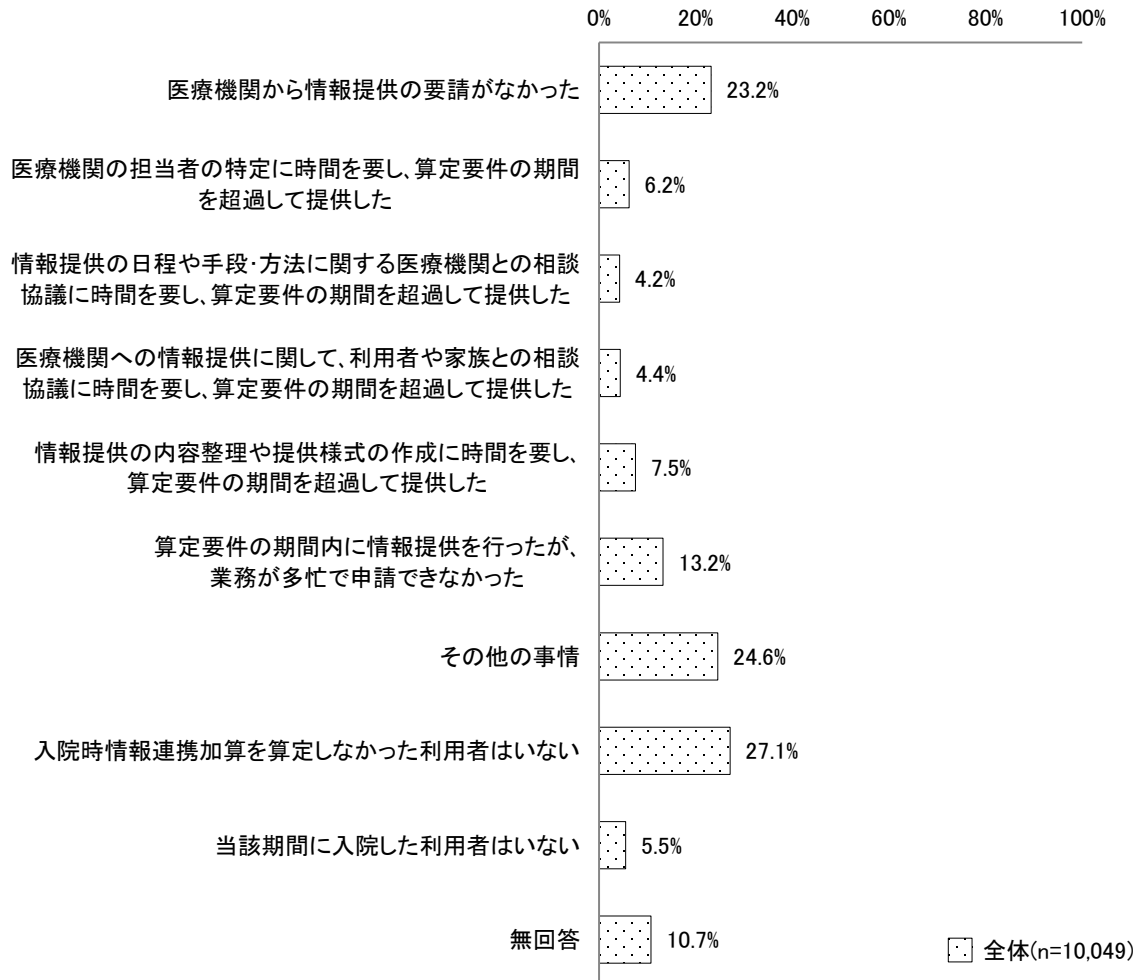 0% 20% 40% 60% 80% 100%
医療機関から情報提供の要請がなかった 23.2%
医療機関の担当者の特定に時間を要し、算定要件の期間
を超過して提供した
6.2%
情報提供の日程や手段・方法に関する医療機関との相談
協議に時間を要し、算定要件の期間を超過して提供した
4.2%
医療機関への情報提供に関して、利用者や家族との相談
協議に時間を要し、算定要件の期間を超過して提供した
4.4%
情報提供の内容整理や提供様式の作成に時間を要し、
算定要件の期間を超過して提供した
7.5%
算定要件の期間内に情報提供を行ったが、
業務が多忙で申請できなかった
13.2%
その他の事情 24.6%
入院時情報連携加算を算定しなかった利用者はいない 27.1%
当該期間に入院した利用者はいない 5.5%
無回答 10.7%
全体(n=10,049)